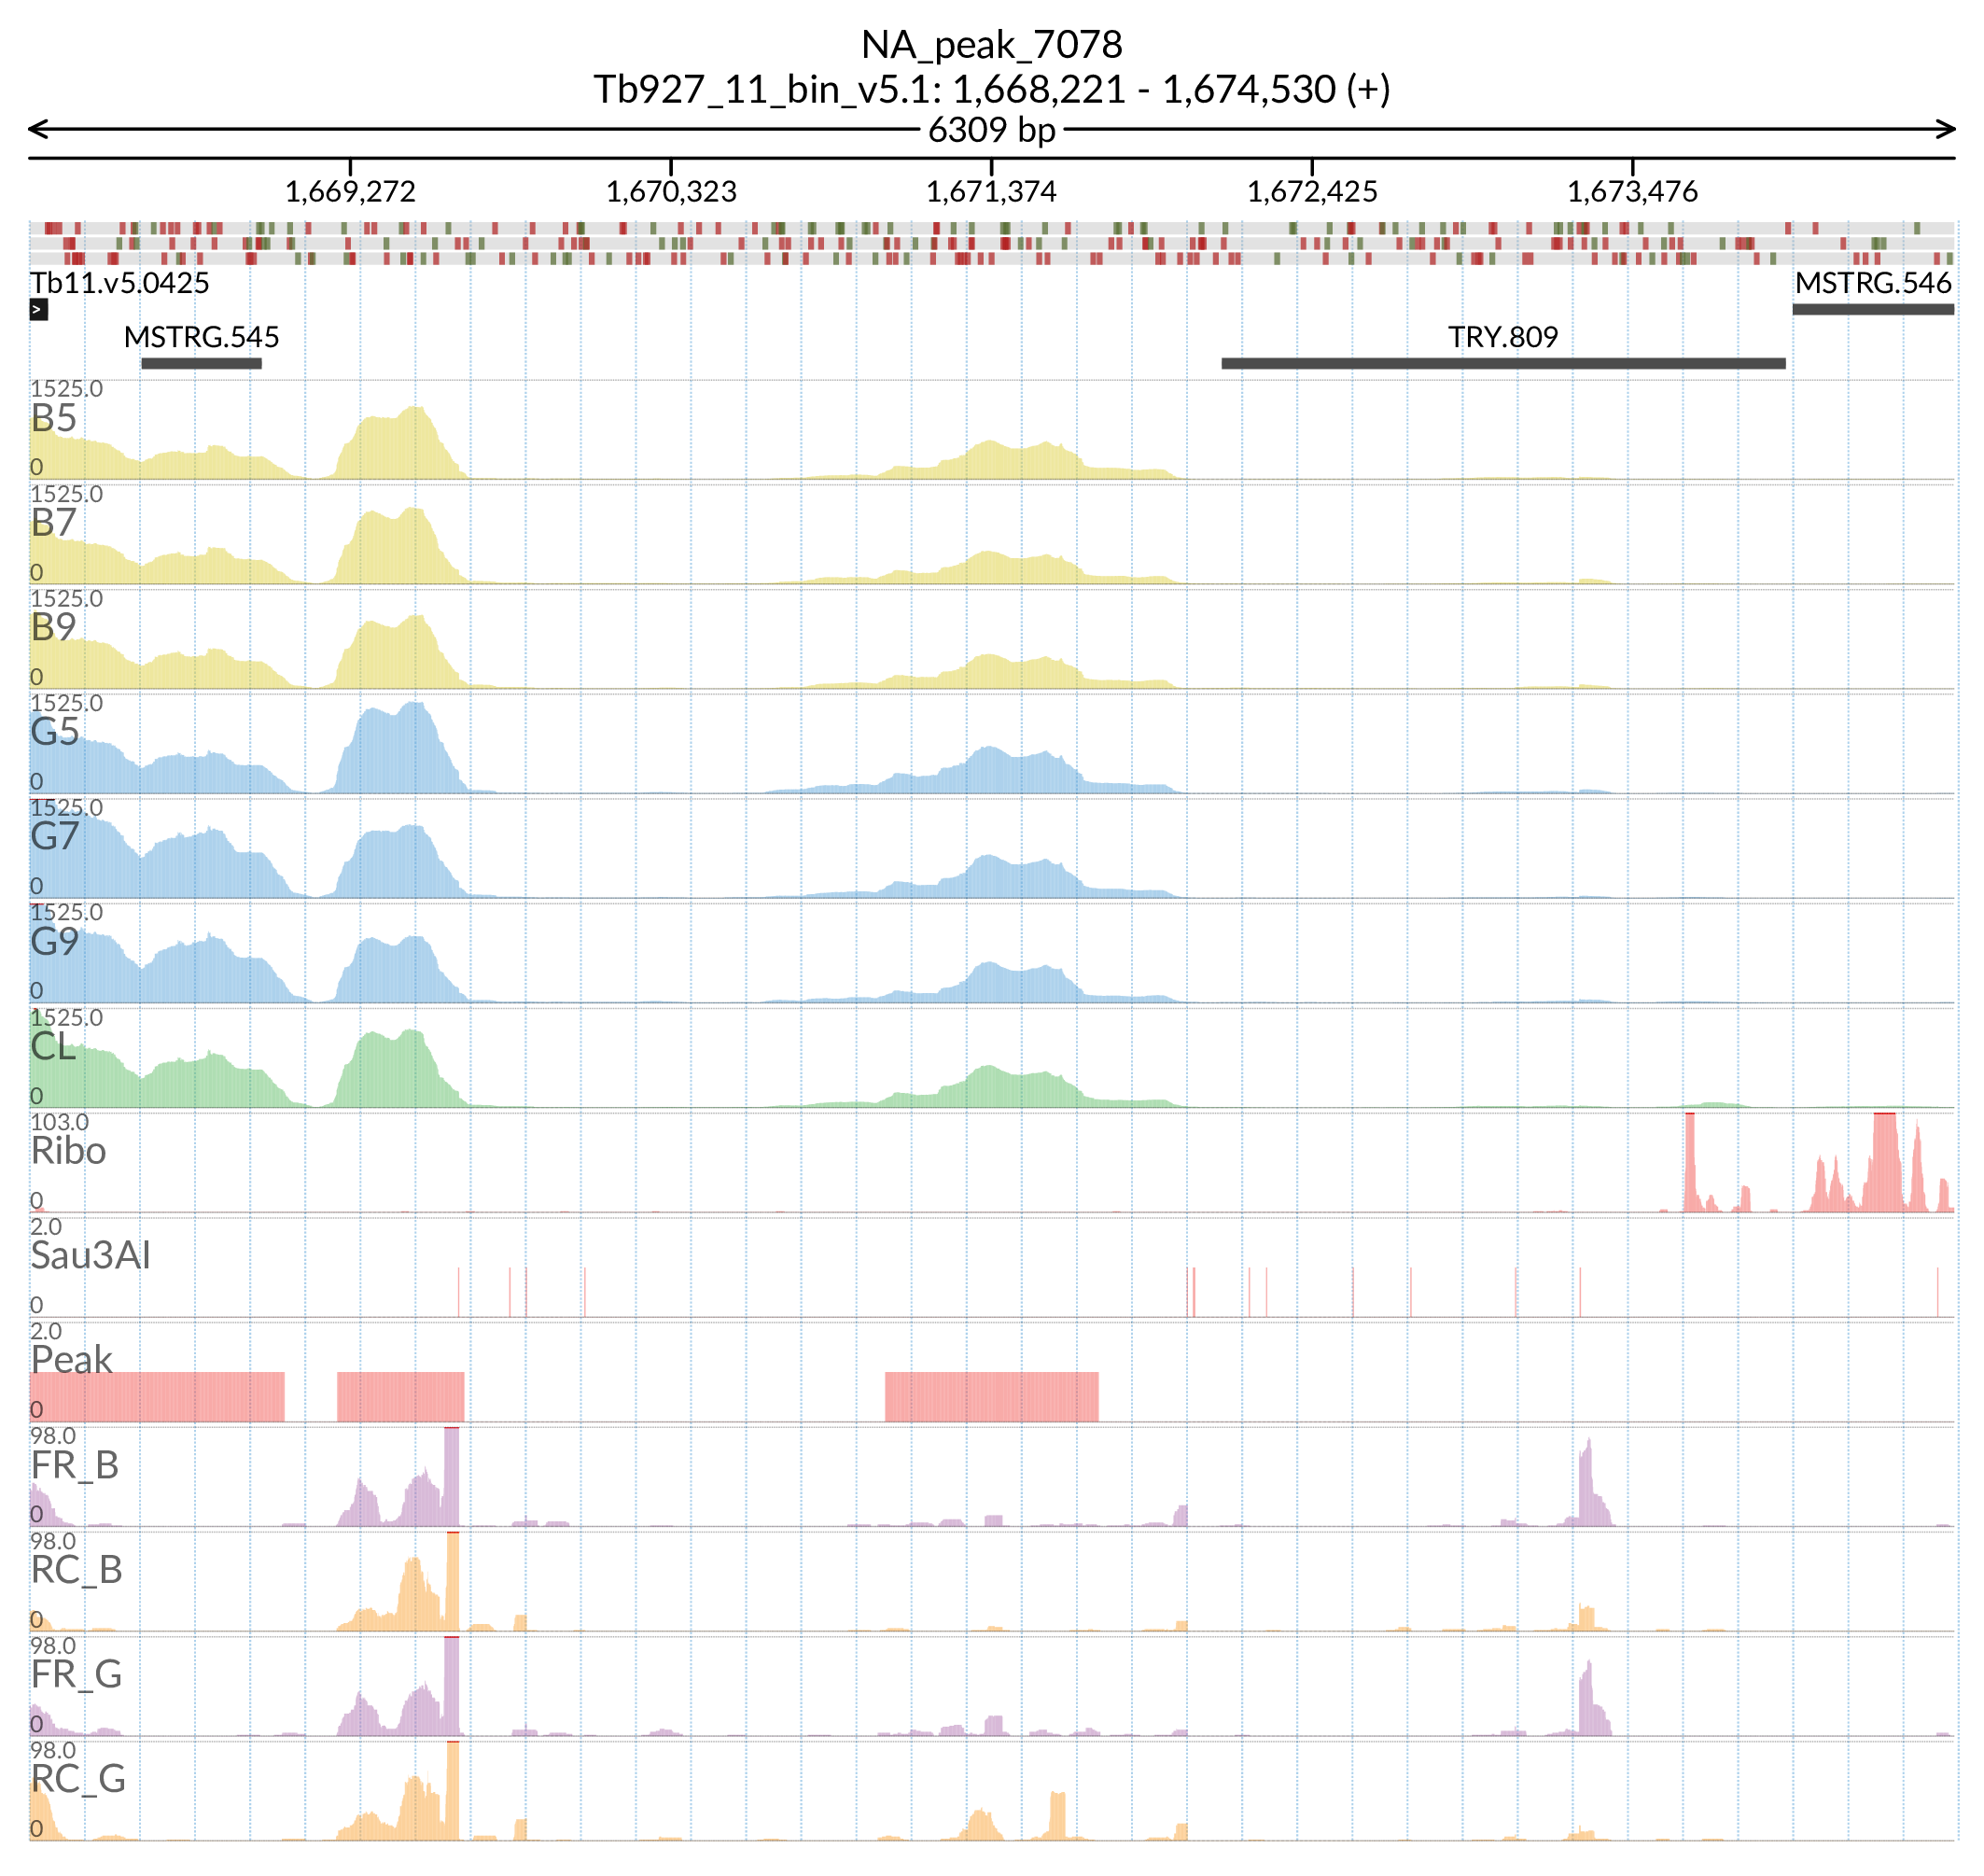 NA_peak_7078
Tb927_11_bin_v5.1: 1,668,221 - 1,674,530 (+)
6309 bp
1,669,272 1,670,323 1,671,374 1,672,425 1,673,476
Tb11.v5.0425 MSTRG.546
>
MSTRG.545 TRY.809
1525.0
B5
0
1525.0
B7
0
1525.0
B9
0
1525.0
G5
0
1525.0
G7
0
1525.0
G9
0
1525.0
CL
0
103.0
Ribo
0
2.0
Sau3AI
0
2.0
Peak
0
98.0
FR_B
0
98.0
RC_B
0
98.0
FR_G
0
98.0
RC_G
0